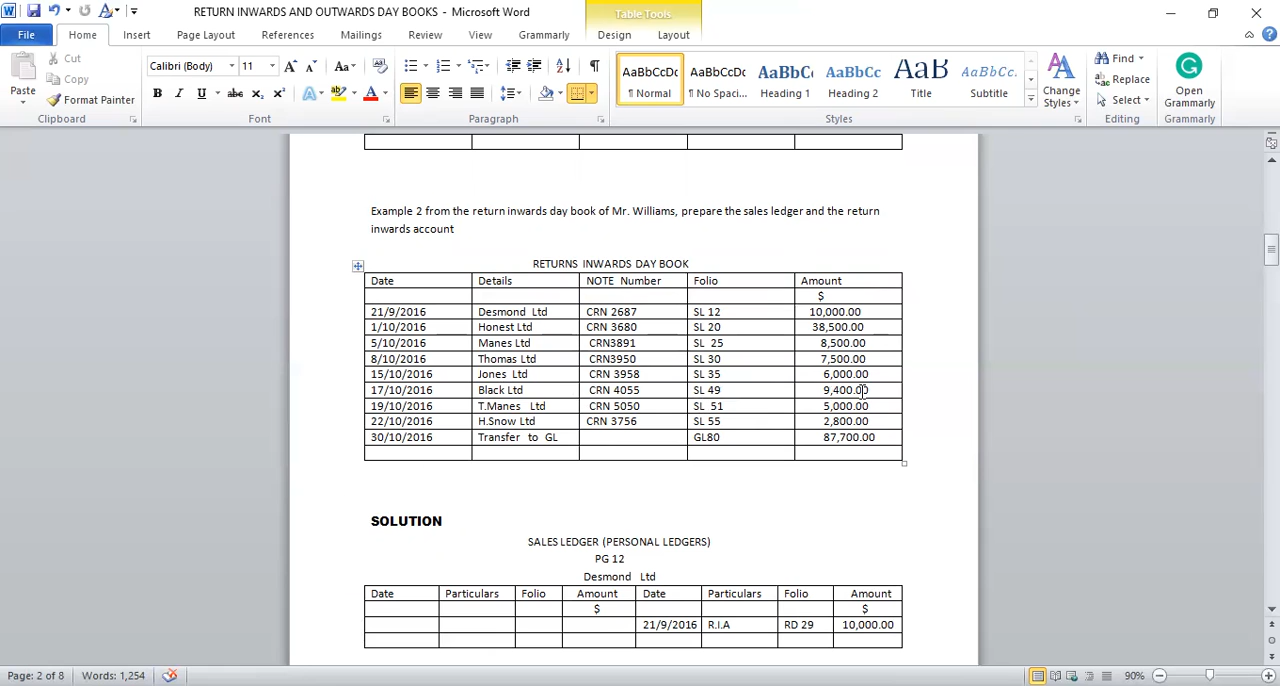 RETURN INWARDS AND OUTWARDS DAY BOOKS - Microsoft Word
Table Tools
File Home Insert Page Layout References Mailings Review View Grammarly Design Layout
Paste
Cut
Copy
Format Painter
Clipboard
Calibri (Body) 11
Font
Paragraph
AaBbCcDc AaBbCcDc AaBbC AaBbCc AaB AaBbCc.
¶ Normal ¶ No Spaci... Heading 1 Heading 2 Title Subtitle
Styles
Change Styles
Find
Replace
Select
Editing
Open Grammarly
Grammarly
Example 2 from the return inwards day book of Mr. Williams, prepare the sales ledger and the return
inwards account
RETURNS INWARDS DAY BOOK
Date Details NOTE Number Folio Amount
$
21/9/2016 Desmond Ltd CRN 2687 SL 12 10,000.00
1/10/2016 Honest Ltd CRN 3680 SL 20 38,500.00
5/10/2016 Manes Ltd CRN3891 SL 25 8,500.00
8/10/2016 Thomas Ltd CRN3950 SL 30 7,500.00
15/10/2016 Jones Ltd CRN 3958 SL 35 6,000.00
17/10/2016 Black Ltd CRN 4055 SL 49 9,400.00
19/10/2016 T.Manes Ltd CRN 5050 SL 51 5,000.00
22/10/2016 H.Snow Ltd CRN 3756 SL 55 2,800.00
30/10/2016 Transfer to GL GL80 87,700.00
SOLUTION
SALES LEDGER (PERSONAL LEDGERS)
PG 12
Desmond Ltd
Date Particulars Folio Amount Date Particulars Folio Amount
$ $
21/9/2016 R.I.A RD 29 10,000.00
Page: 2 of 8 Words: 1,254 90%